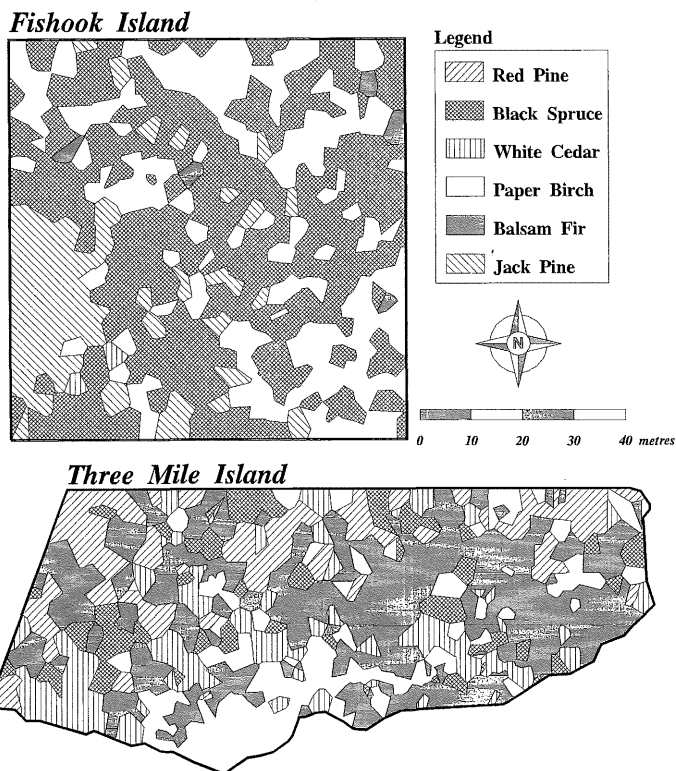 Fishook Island
Legend
Red Pine
Black Spruce
White Cedar
Paper Birch
Balsam Fir
Jack Pine
N
0 10 20 30 40 metres
Three Mile Island